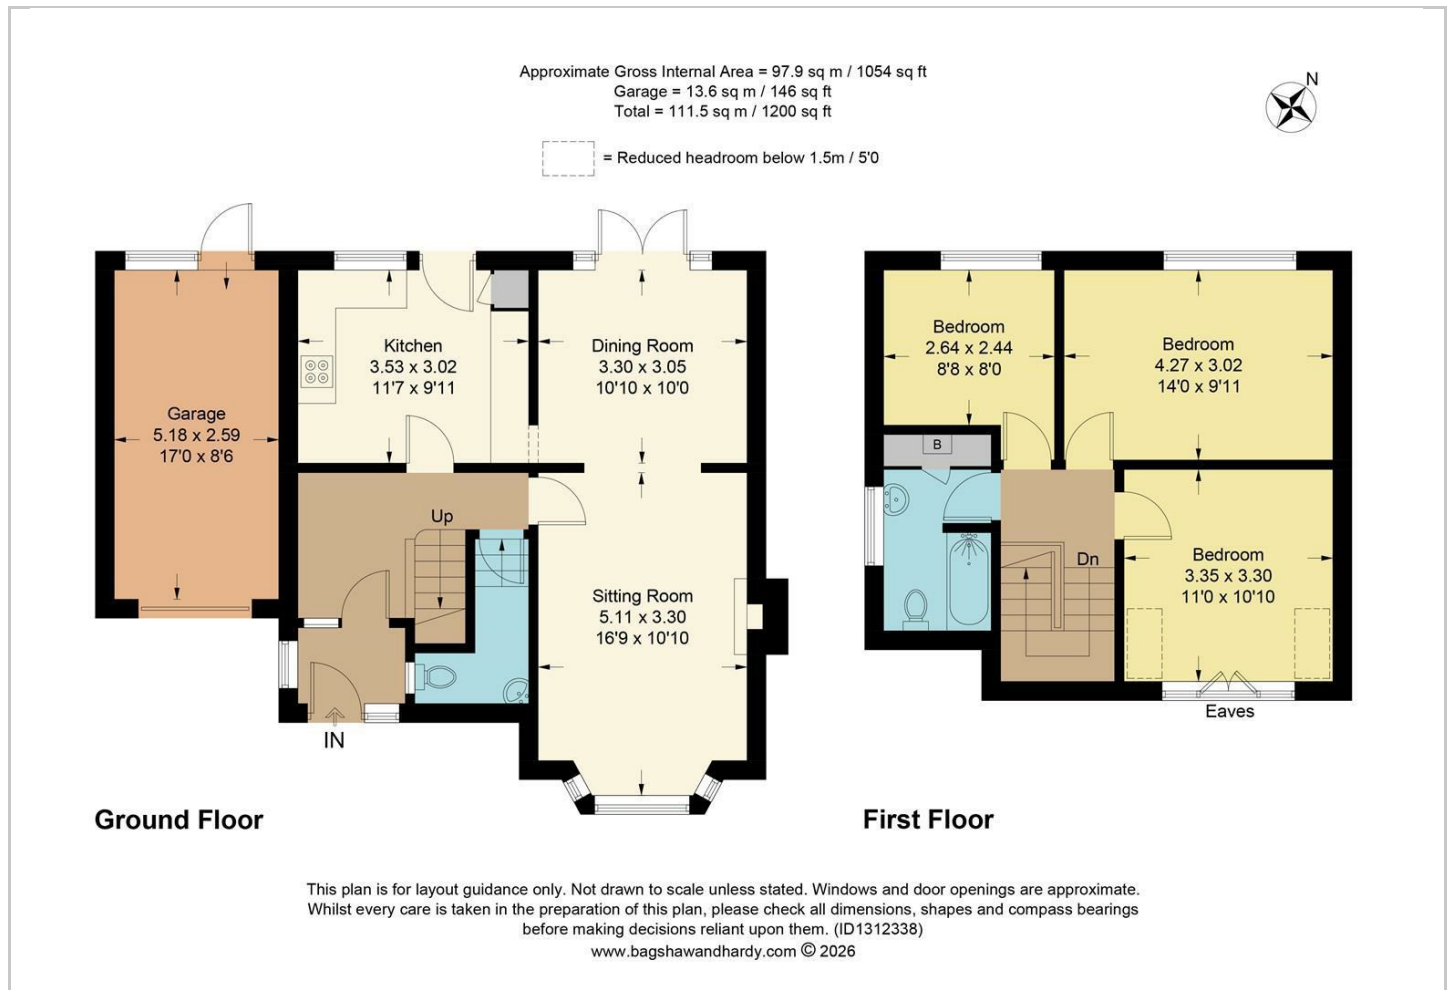 Approximate Gross Internal Area = 97.9 sq m / 1054 sq ft
Garage = 13.6 sq m / 146 sq ft
Total = 111.5 sq m / 1200 sq ft
N
= Reduced headroom below 1.5m / 5'0
Kitchen
3.53 x 3.02
11'7 x 9'11
Dining Room
3.30 x 3.05
10'10 x 10'0
Garage
5.18 x 2.59
17'0 x 8'6
Up
Sitting Room
5.11 x 3.30
16'9 x 10'10
IN
Ground Floor
Bedroom
2.64 x 2.44
8'8 x 8'0
Bedroom
4.27 x 3.02
14'0 x 9'11
B
Dn
Bedroom
3.35 x 3.30
11'0 x 10'10
Eaves
First Floor
This plan is for layout guidance only. Not drawn to scale unless stated. Windows and door openings are approximate.
Whilst every care is taken in the preparation of this plan, please check all dimensions, shapes and compass bearings
before making decisions reliant upon them. (ID1312338)
www.bagshawandhardy.com © 2026